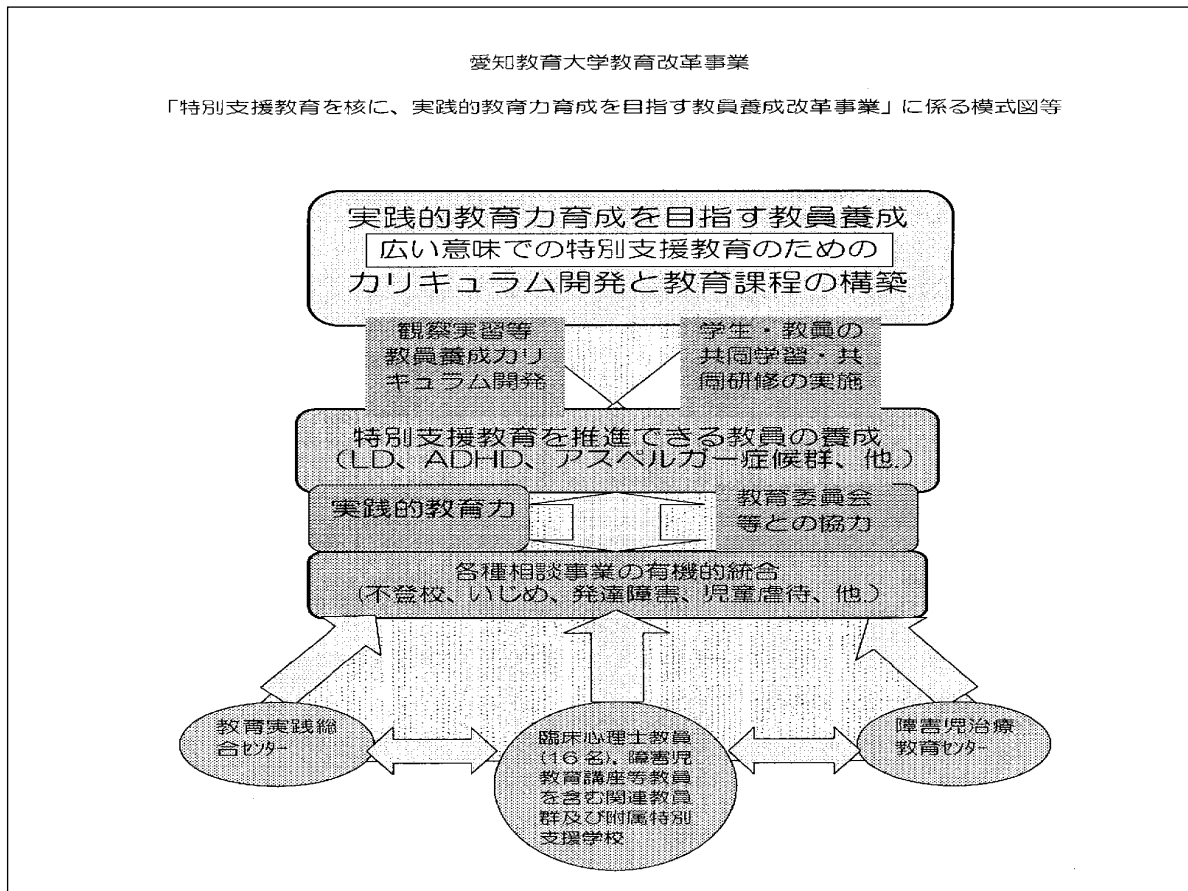 愛知教育大学教育改革事業
「特別支援教育を核に、実践的教育力育成を目指す教員養成改革事業」に係る模式図等
実践的教育力育成を目指す教員養成
広い意味での特別支援教育のための
カリキュラム開発と教育課程の構築
観察実習等
教員養成カリ
キュラム開発
学生・教員の
共同学習・共
同研修の実施
特別支援教育を推進できる教員の養成
(LD、ADHD、アスペルガー症候群、他.)
実践的教育力
教育委員会
等との協力
各種相談事業の有機的統合
(不登校、いじめ、発達障害、児童虐待、他.)
教育実践総
合センター
臨床心理士教員
(16名)、障害児
教育講座等教員
を含む関連教員
群及び附属特別
支援学校
障害児治療
教育センター